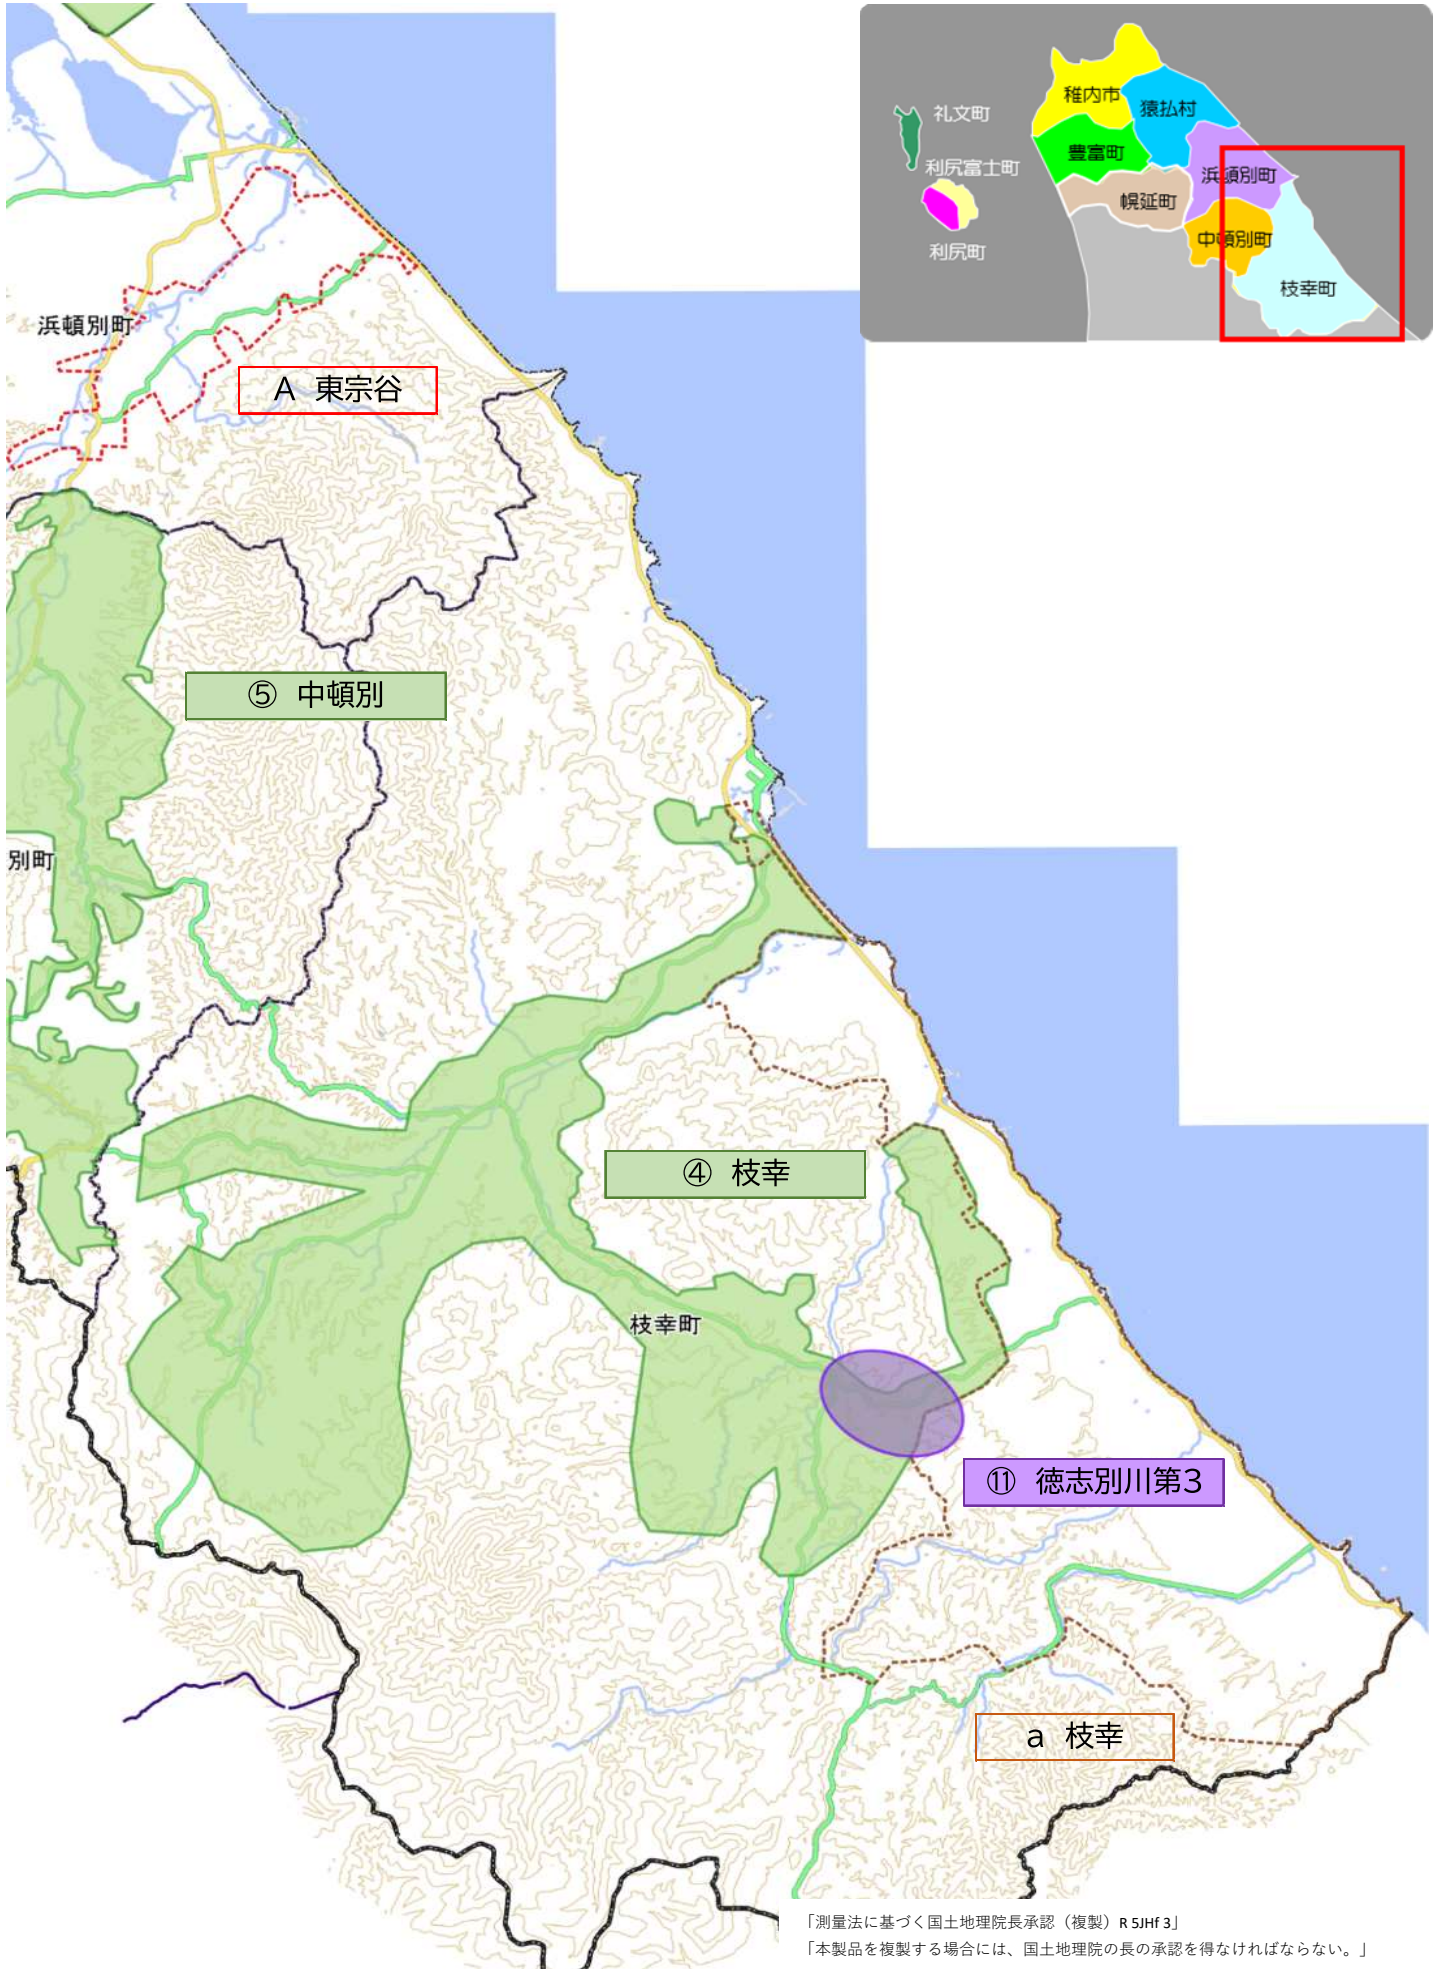 稚内市
猿払村
礼文町
豊富町
利尻富士町
浜頓別町
幌延町
利尻町
中頓別町
枝幸町
浜頓別町
A 東宗谷
⑤ 中頓別
別町
④ 枝幸
枝幸町
⑪ 徳志別川第3
a 枝幸
「測量法に基づく国土地理院長承認（複製）R 5JHf 3」
「本製品を複製する場合には、国土地理院の長の承認を得なければならない。」